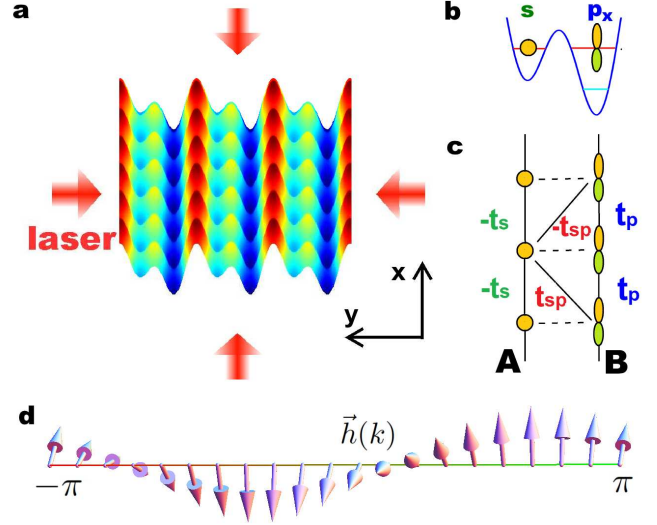 a
laser
x
y
b
s
pₓ
c
-tₛ
-tₛₚ
tₚ
-tₛ
tₛₚ
tₚ
A
B
d
h⃗(k)
−π
π